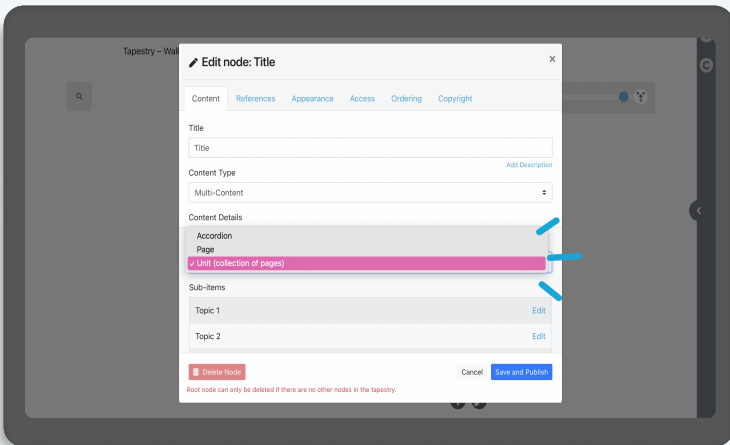 Tapestry – Wal
Edit node: Title
x
Content References Appearance Access Ordering Copyright
Title
Title
Add Description
Content Type
Multi-Content
Content Details
Accordion
Page
✓ Unit (collection of pages)
Sub-items
Topic 1 Edit
Topic 2 Edit
Delete Node Cancel Save and Publish
Root node can only be deleted if there are no other nodes in the tapestry.